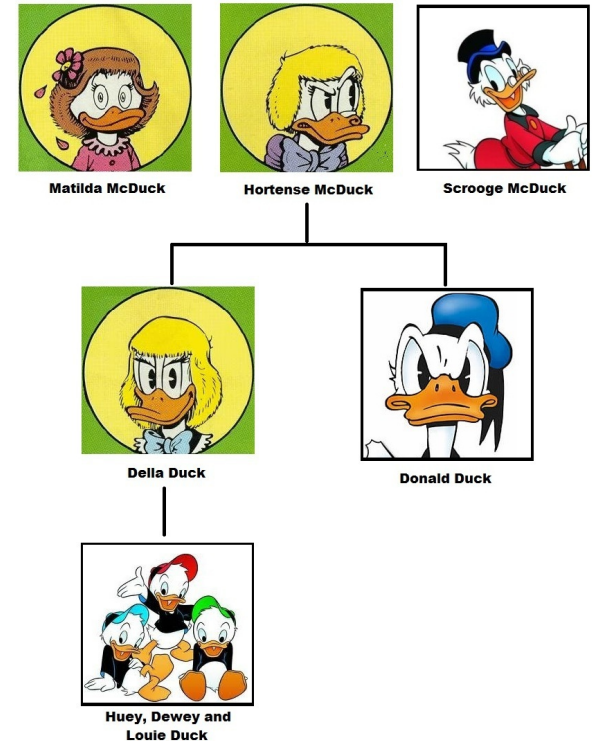 Matilda McDuck
Hortense McDuck
Scrooge McDuck
Della Duck
Donald Duck
Huey, Dewey and
Louie Duck